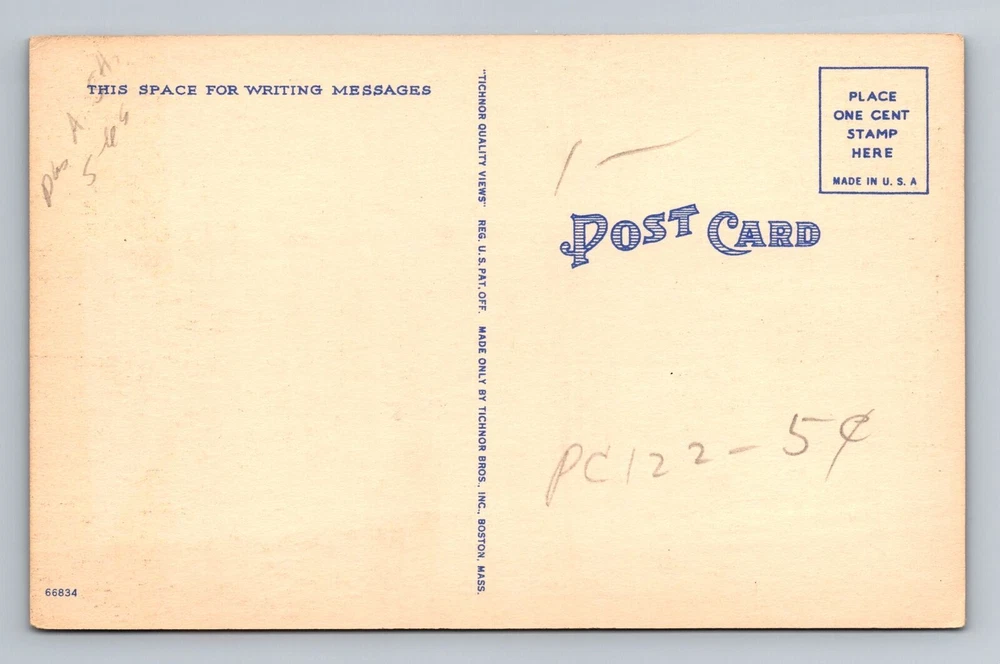 THIS SPACE FOR WRITING MESSAGES
"TICHNOR QUALITY VIEWS" REG. U.S. PAT. OFF. MADE ONLY BY TICHNOR BROS., INC., BOSTON, MASS.
PLACE
ONE CENT
STAMP
HERE
MADE IN U. S. A
1 -
POST CARD
PC122 - 5¢
66834